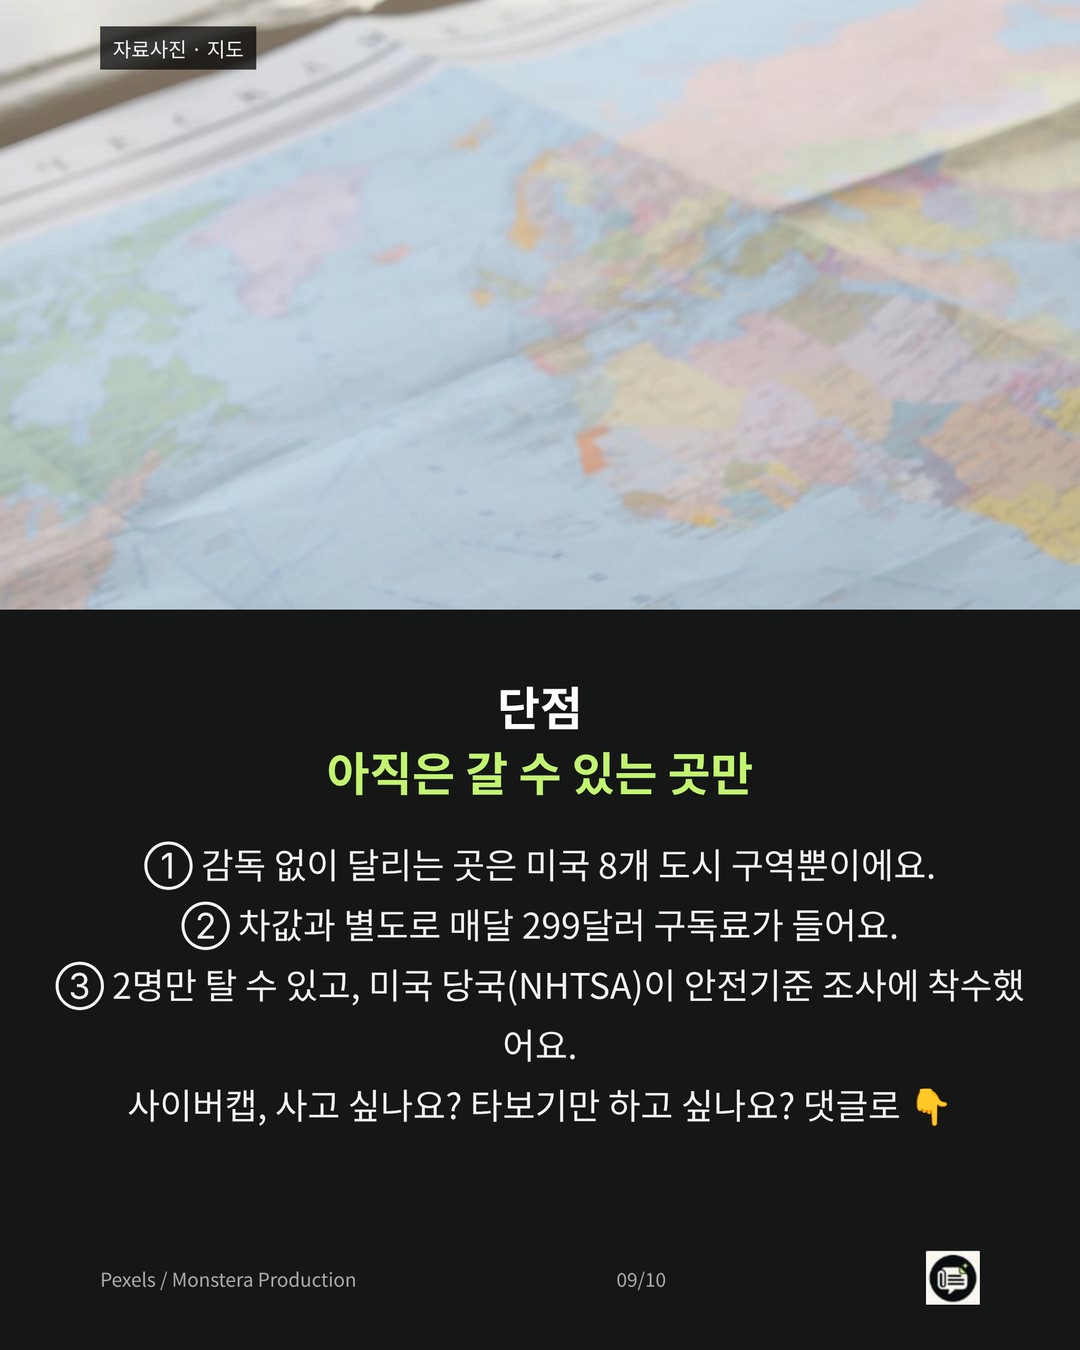 자료사진 · 지도
단점
아직은 갈 수 있는 곳만
① 감독 없이 달리는 곳은 미국 8개 도시 구역뿐이에요.
② 차값과 별도로 매달 299달러 구독료가 들어요.
③ 2명만 탈 수 있고, 미국 당국(NHTSA)이 안전기준 조사에 착수했
어요.
사이버캡, 사고 싶나요? 타보기만 하고 싶나요? 댓글로 👇
Pexels / Monstera Production
09/10